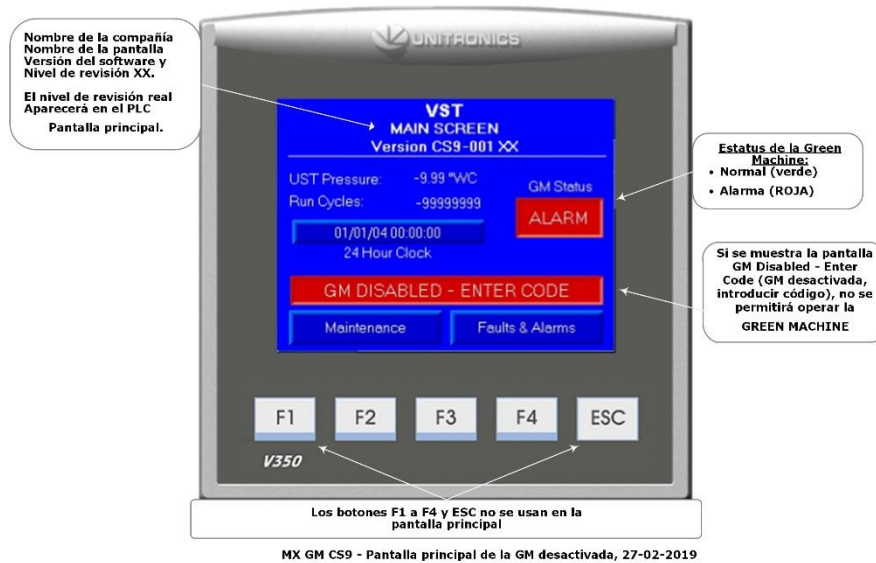 UNITRONICS
Nombre de la compañía
Nombre de la pantalla
Versión del software y
Nivel de revisión XX.
El nivel de revisión real
Aparecerá en el PLC
Pantalla principal.
VST
MAIN SCREEN
Version CS9-001 XX
UST Pressure: -9.99 "WC
GM Status
Run Cycles: -99999999
ALARM
01/01/04 00:00:00
24 Hour Clock
GM DISABLED - ENTER CODE
Maintenance
Faults & Alarms
Estatus de la Green
Machine:
• Normal (verde)
• Alarma (ROJA)
Si se muestra la pantalla
GM Disabled - Enter
Code (GM desactivada,
introducir código), no se
permitirá operar la
GREEN MACHINE
F1 F2 F3 F4 ESC
V350
Los botones F1 a F4 y ESC no se usan en la
pantalla principal
MX GM CS9 - Pantalla principal de la GM desactivada, 27-02-2019